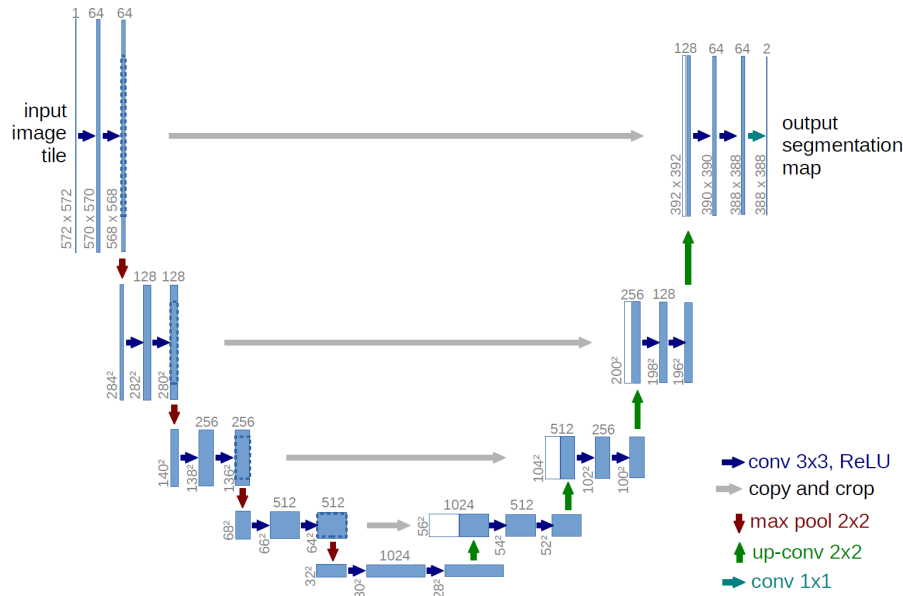 1 64 64
128 64 64 2
input
image
tile
572 x 572
570 x 570
568 x 568
392 x 392
390 x 390
388 x 388
388 x 388
output
segmentation
map
128 128
256 128
284²
282²
280²
200²
198²
196²
256 256
512 256
140²
138²
136²
104²
102²
100²
512 512
1024 512
68²
66²
64²
56²
54²
52²
1024
32²
30²
28²
conv 3x3, ReLU
copy and crop
max pool 2x2
up-conv 2x2
conv 1x1